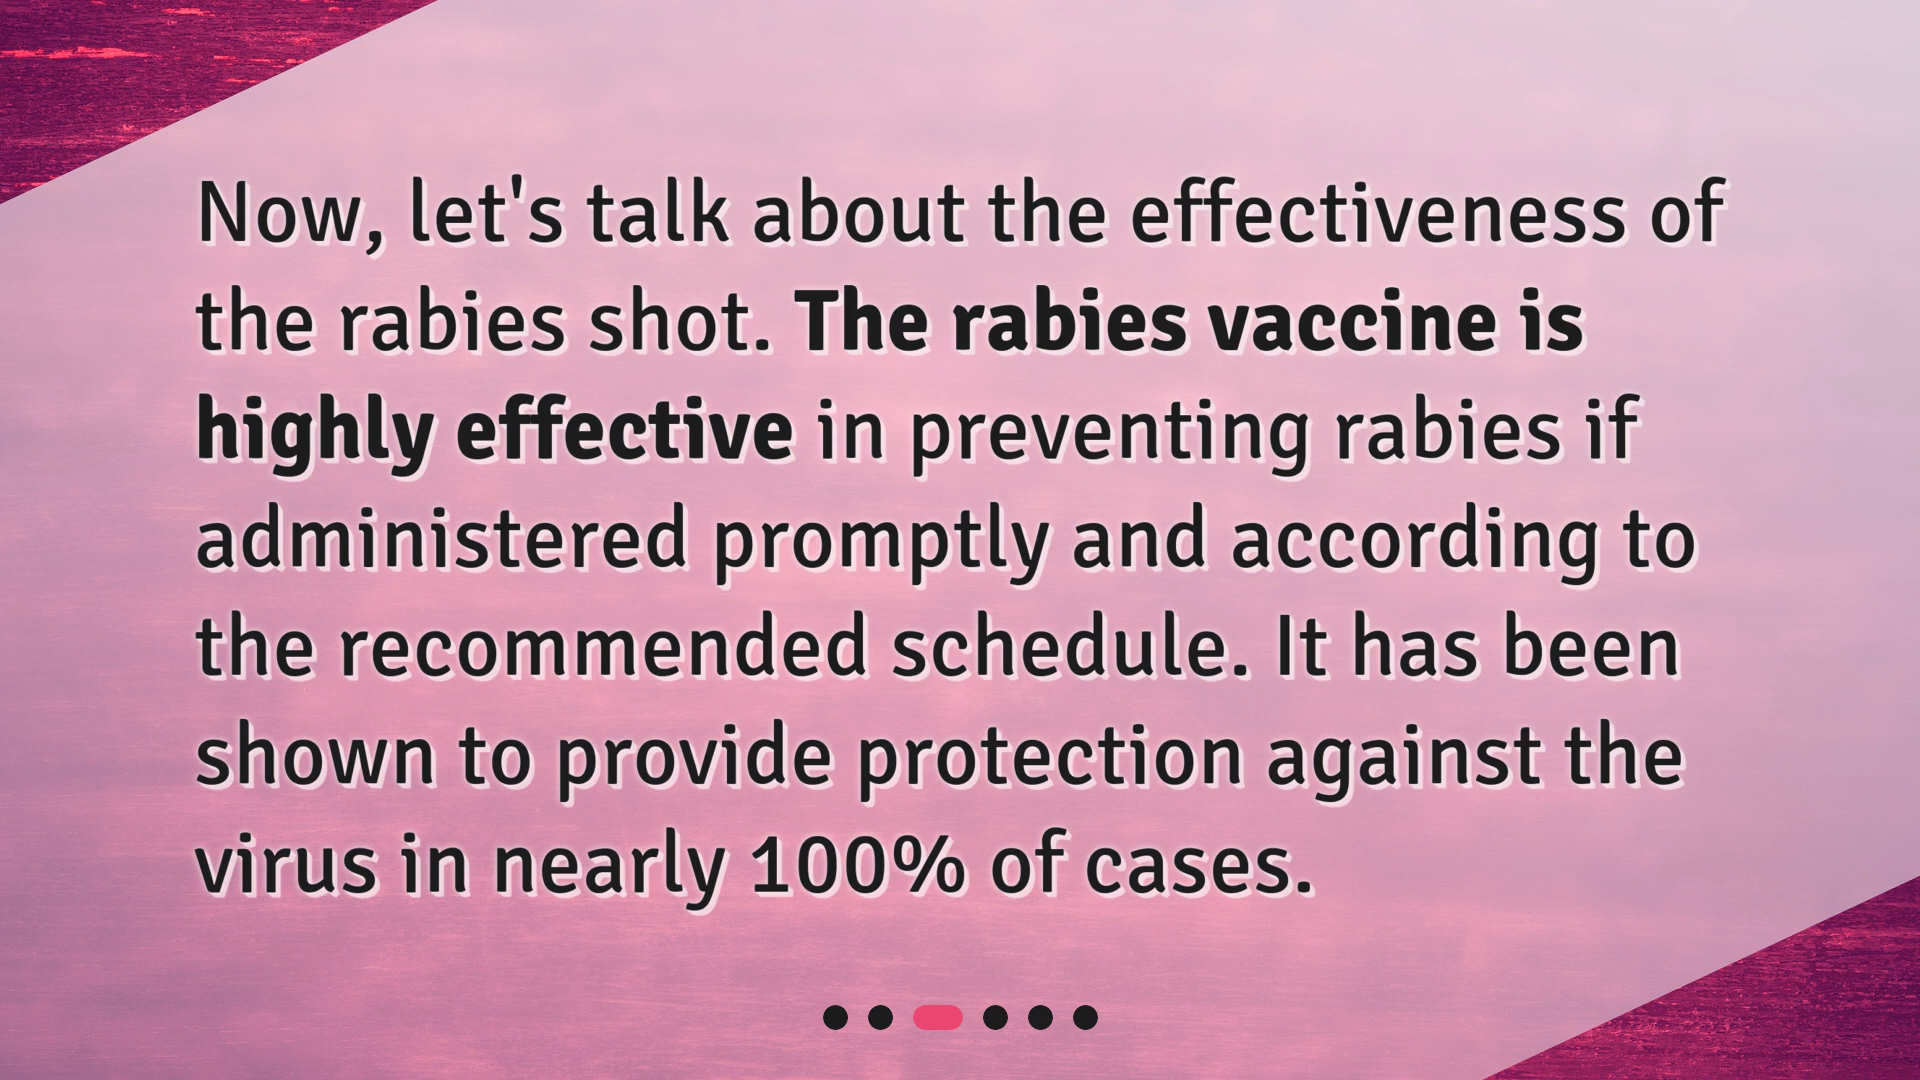 Now, let's talk about the effectiveness of
the rabies shot. The rabies vaccine is
highly effective in preventing rabies if
administered promptly and according to
the recommended schedule. It has been
shown to provide protection against the
virus in nearly 100% of cases.